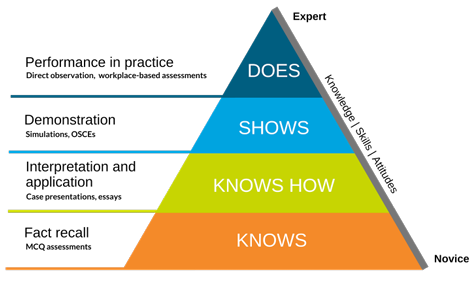 Expert
Performance in practice
Direct observation, workplace-based assessments
DOES
Demonstration
Simulations, OSCEs
SHOWS
Knowledge | Skills | Attitudes
Interpretation and
application
Case presentations, essays
KNOWS HOW
Fact recall
MCQ assessments
KNOWS
Novice